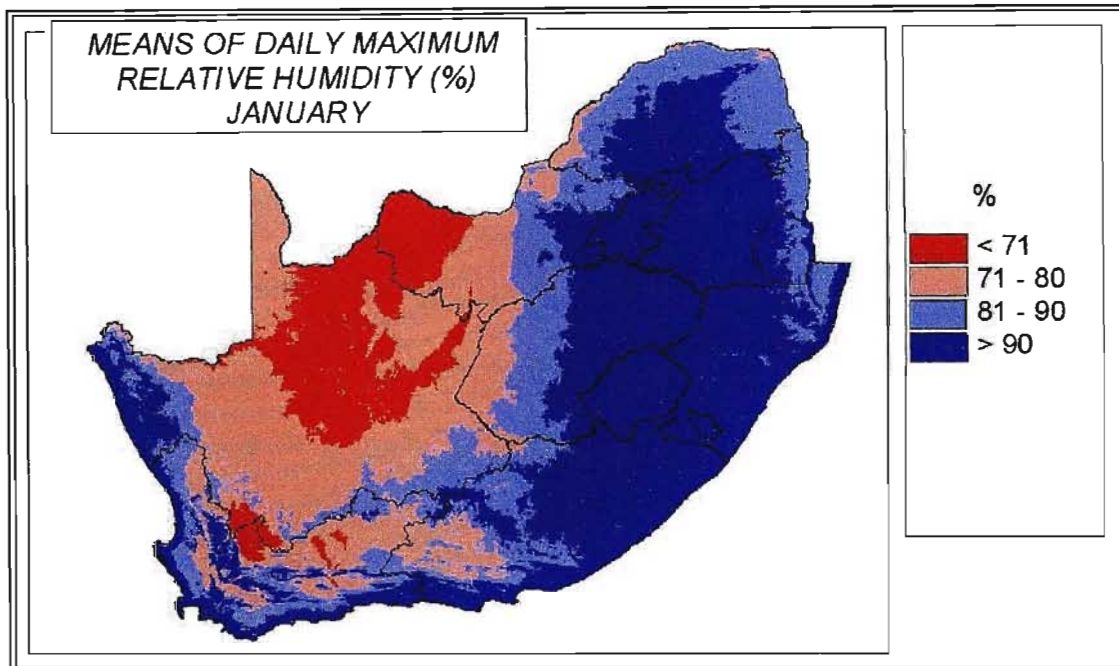 MEANS OF DAILY MAXIMUM
RELATIVE HUMIDITY (%)
JANUARY
%
< 71
71 - 80
81 - 90
> 90